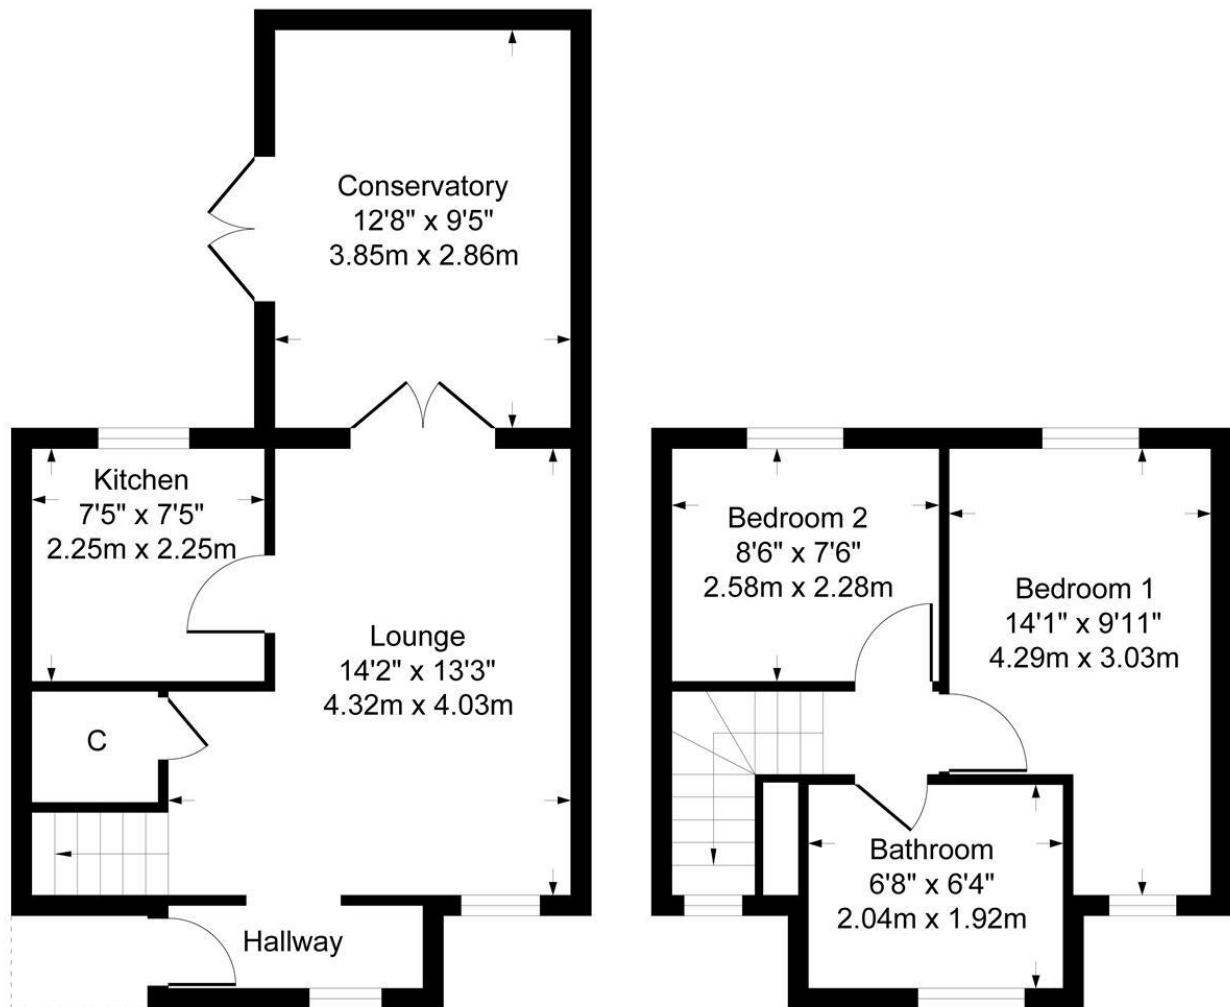 Conservatory
12'8" x 9'5"
3.85m x 2.86m
Kitchen
7'5" x 7'5"
2.25m x 2.25m
Lounge
14'2" x 13'3"
4.32m x 4.03m
C
Hallway
Bedroom 2
8'6" x 7'6"
2.58m x 2.28m
Bedroom 1
14'1" x 9'11"
4.29m x 3.03m
Bathroom
6'8" x 6'4"
2.04m x 1.92m